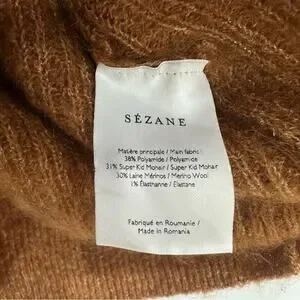 SÉZANE
Matière principale / Main fabric
38% Polyamide / Polyamide
31% Super Kid Mohair / Super Kid Mohair
30% Laine Mérinos / Merino Wool
1% Élasthanne / Elastane
Fabriqué en Roumanie /
Made in Romania